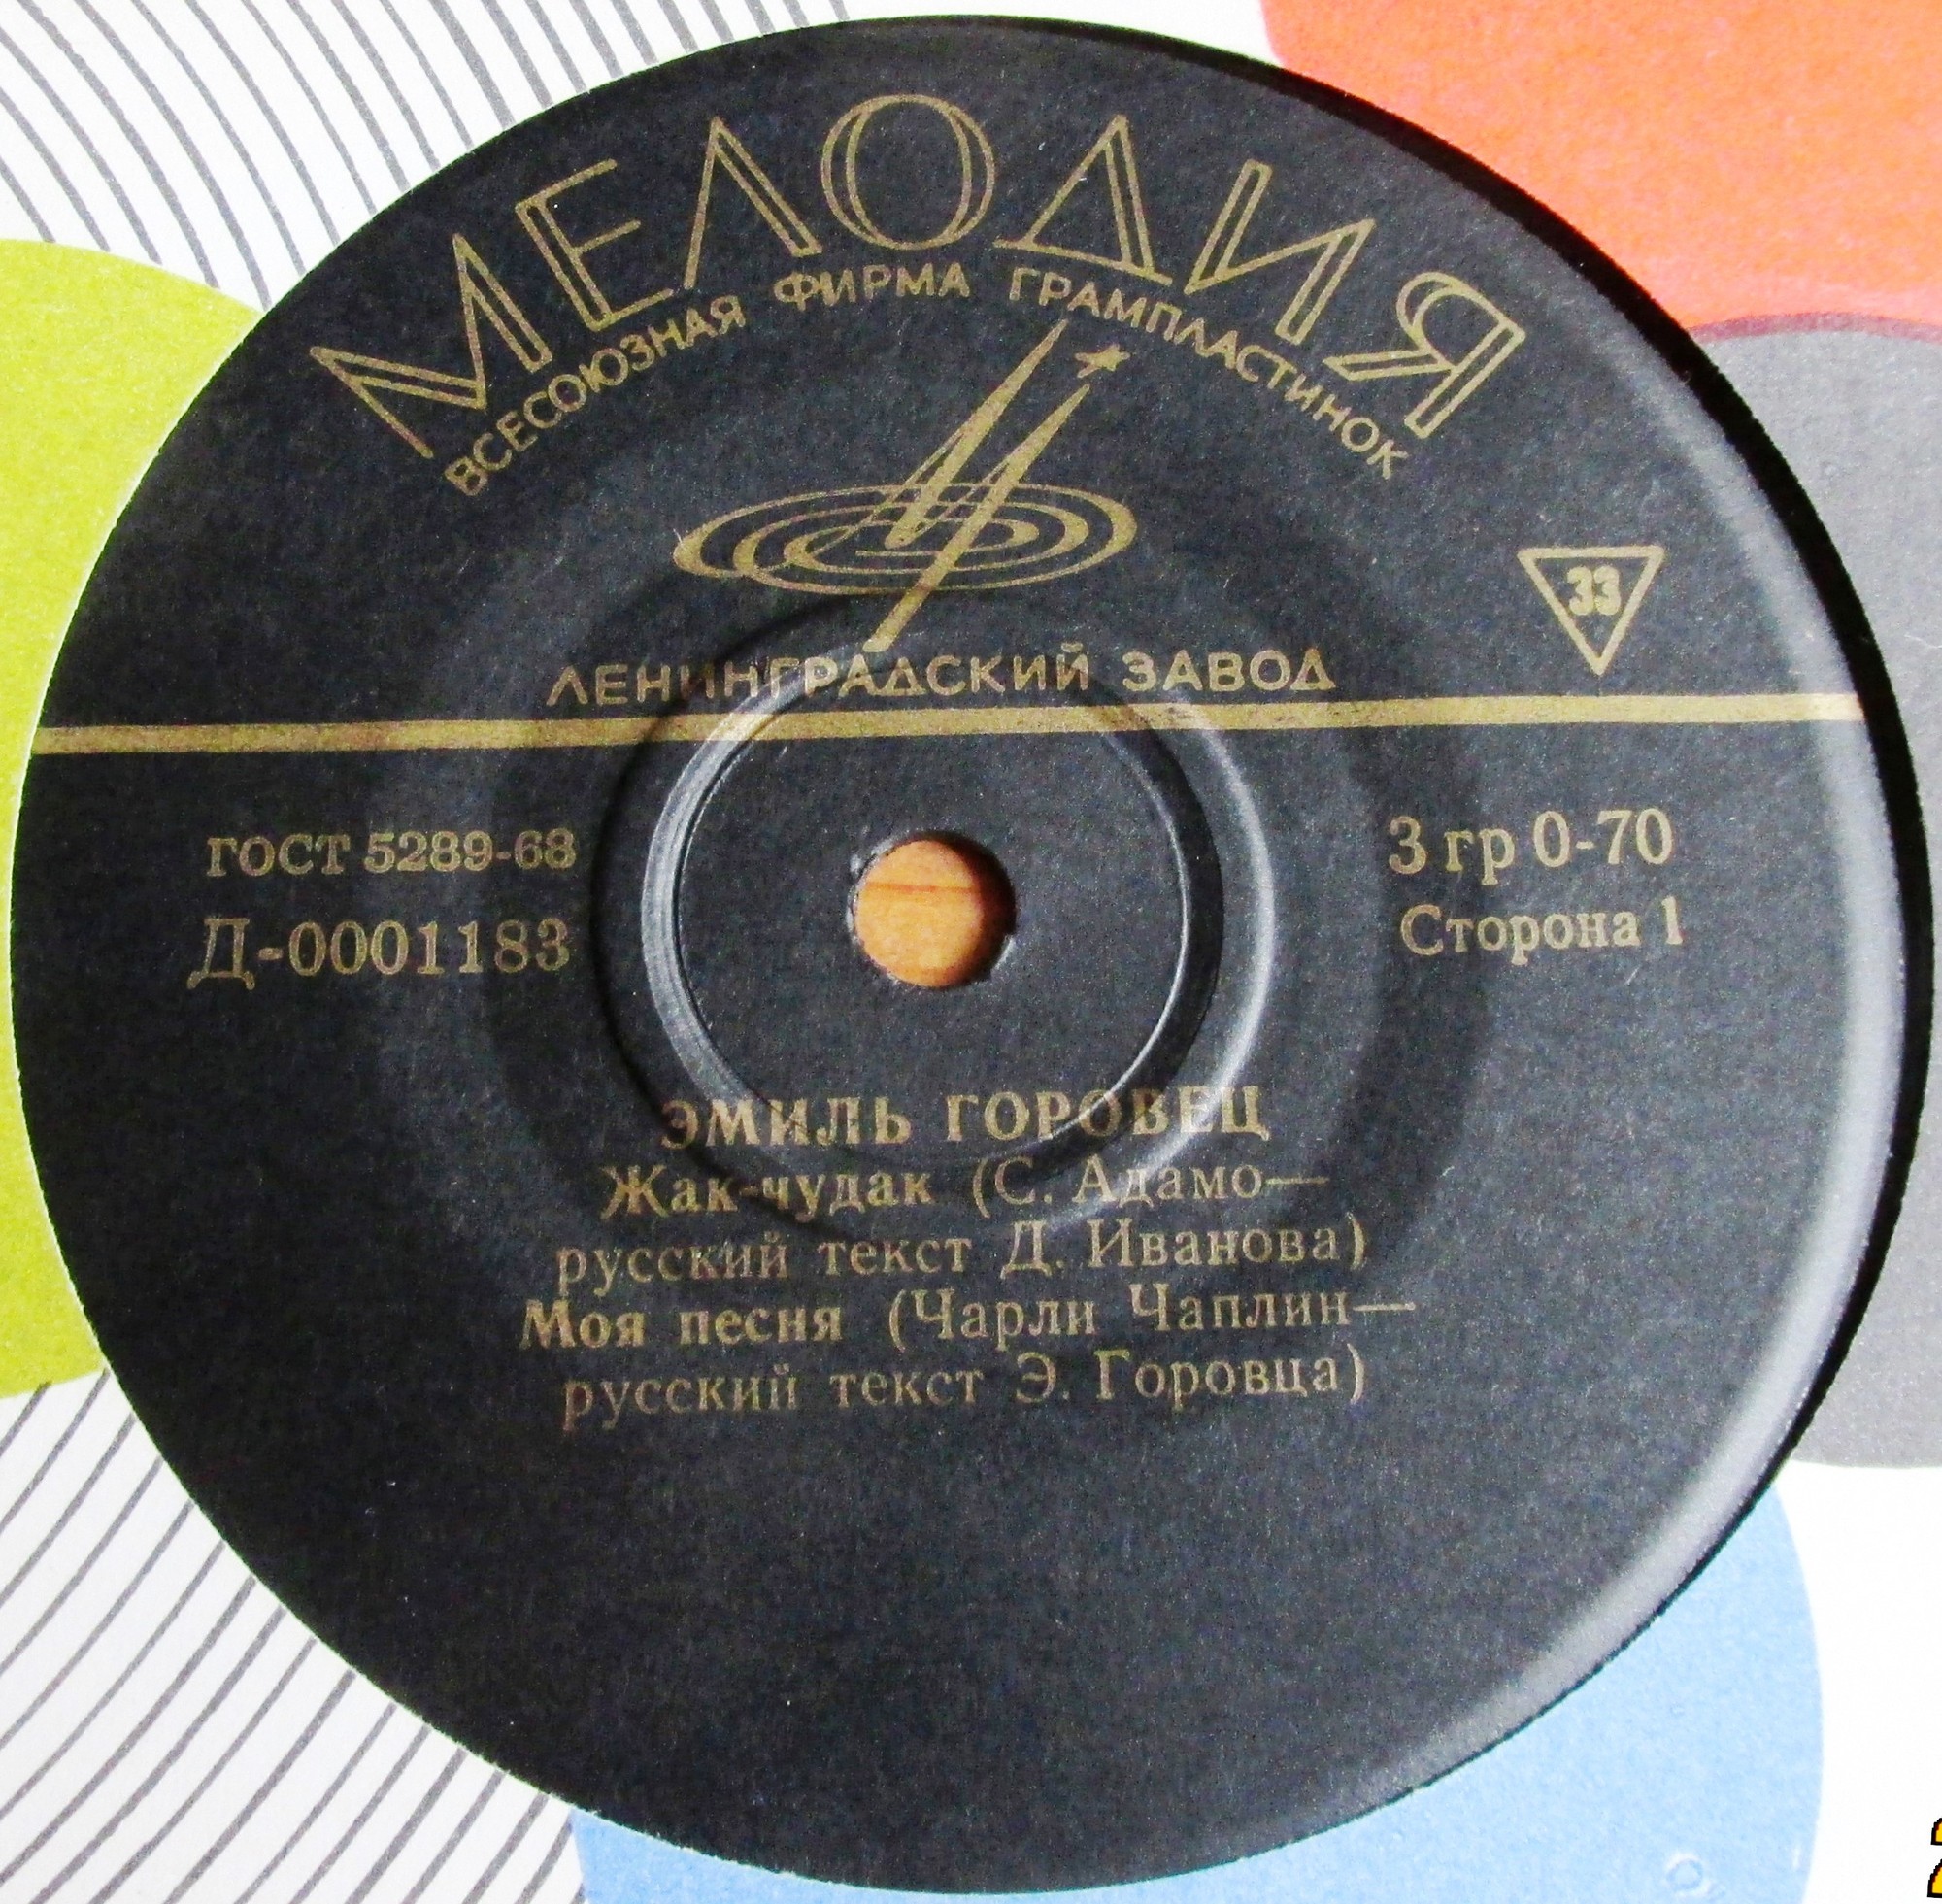 МЕЛОДИЯ
ВСЕСОЮЗНАЯ ФИРМА ГРАМПЛАСТИНОК
33
ЛЕНИНГРАДСКИЙ ЗАВОД
ГОСТ 5289-68
3 гр 0-70
Д-0001183
Сторона 1
ЭМИЛЬ ГОРОВЕЦ
Жак-чудак (С. Адамо—
русский текст Д. Иванова)
Моя песня (Чарли Чаплин—
русский текст Э. Горовца)